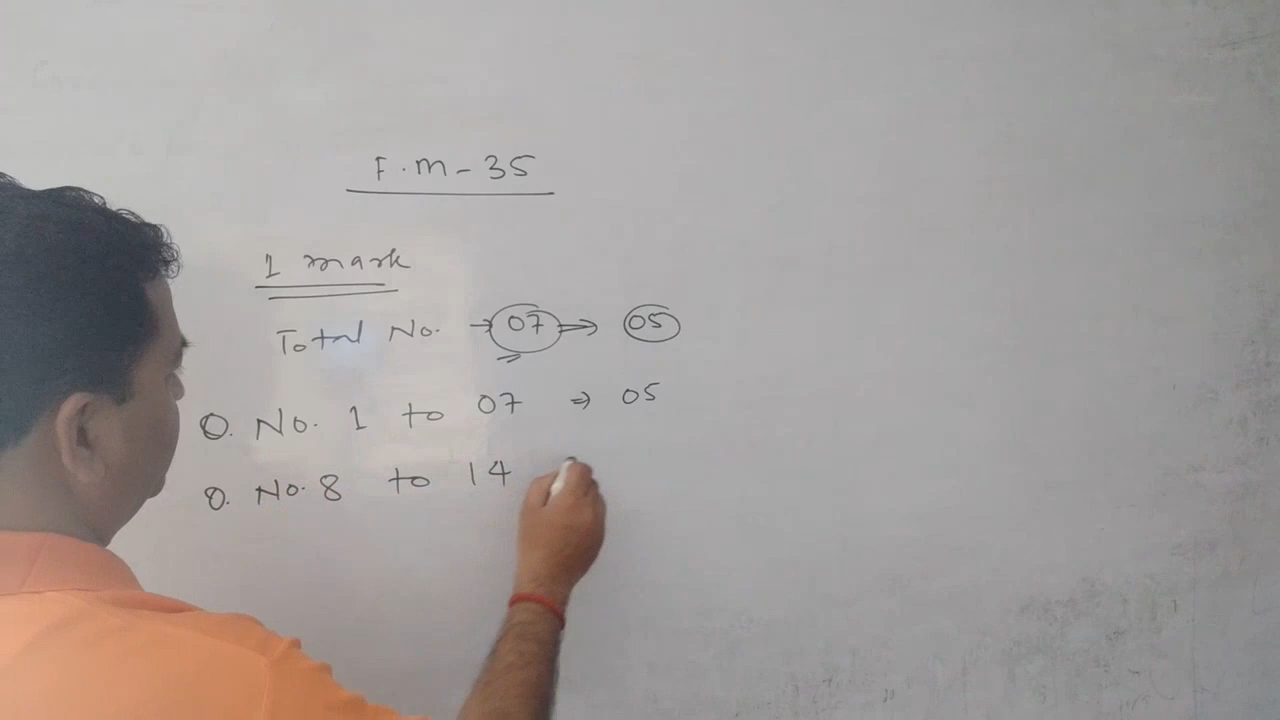 F.M-35
1 mark
Total No. → 07 ⇒ 05
Q. No. 1 to 07 ⇒ 05
Q. No. 8 to 14